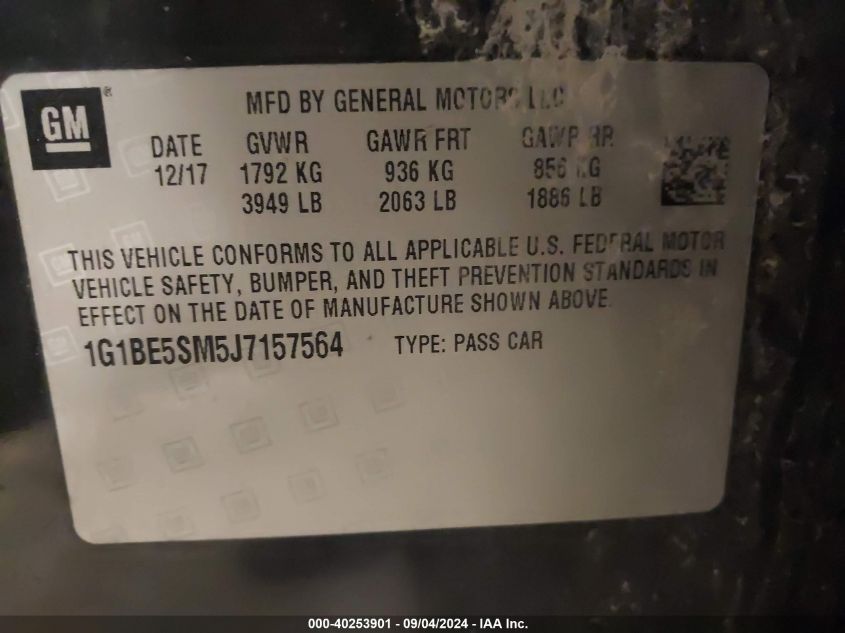 GM ®
MFD BY GENERAL MOTORS LLC
DATE GVWR GAWR FRT GAWR RR
12/17 1792 KG 936 KG 856 KG
3949 LB 2063 LB 1886 LB
THIS VEHICLE CONFORMS TO ALL APPLICABLE U.S. FEDERAL MOTOR
VEHICLE SAFETY, BUMPER, AND THEFT PREVENTION STANDARDS IN
EFFECT ON THE DATE OF MANUFACTURE SHOWN ABOVE.
1G1BE5SM5J7157564 TYPE: PASS CAR
000-40253901 - 09/04/2024 - IAA Inc.